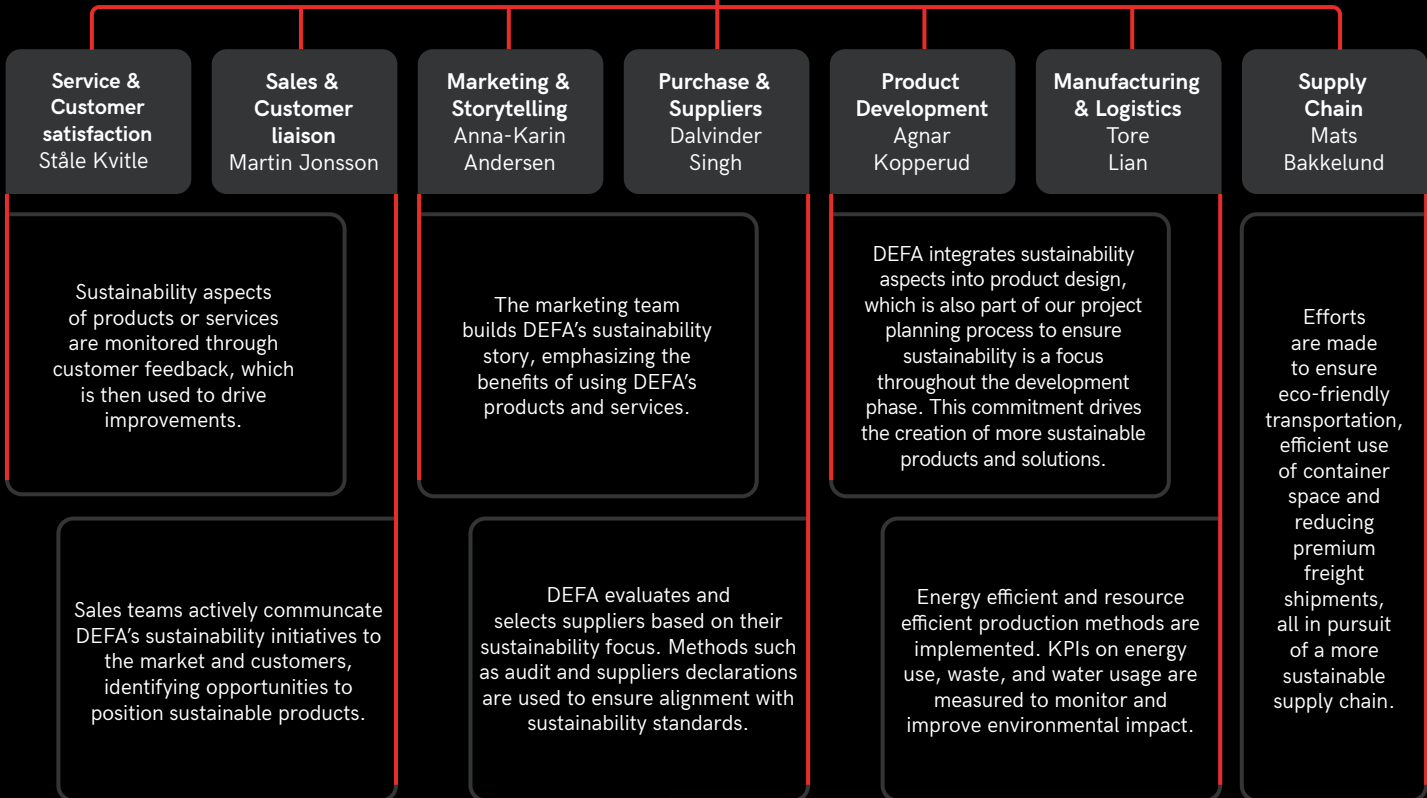 Service &
Customer
satisfaction
Ståle Kvitle
Sales &
Customer
liaison
Martin Jonsson
Marketing &
Storytelling
Anna-Karin
Andersen
Purchase &
Suppliers
Dalvinder
Singh
Product
Development
Agnar
Kopperud
Manufacturing
& Logistics
Tore
Lian
Supply
Chain
Mats
Bakkelund
Sustainability aspects
of products or services
are monitored through
customer feedback, which
is then used to drive
improvements.
Sales teams actively communcate
DEFA's sustainability initiatives to
the market and customers,
identifying opportunities to
position sustainable products.
The marketing team
builds DEFA's sustainability
story, emphasizing the
benefits of using DEFA's
products and services.
DEFA evaluates and
selects suppliers based on their
sustainability focus. Methods such
as audit and suppliers declarations
are used to ensure alignment with
sustainability standards.
DEFA integrates sustainability
aspects into product design,
which is also part of our project
planning process to ensure
sustainability is a focus
throughout the development
phase. This commitment drives
the creation of more sustainable
products and solutions.
Energy efficient and resource
efficient production methods are
implemented. KPIs on energy
use, waste, and water usage are
measured to monitor and
improve environmental impact.
Efforts
are made
to ensure
eco-friendly
transportation,
efficient use
of container
space and
reducing
premium
freight
shipments,
all in pursuit
of a more
sustainable
supply chain.